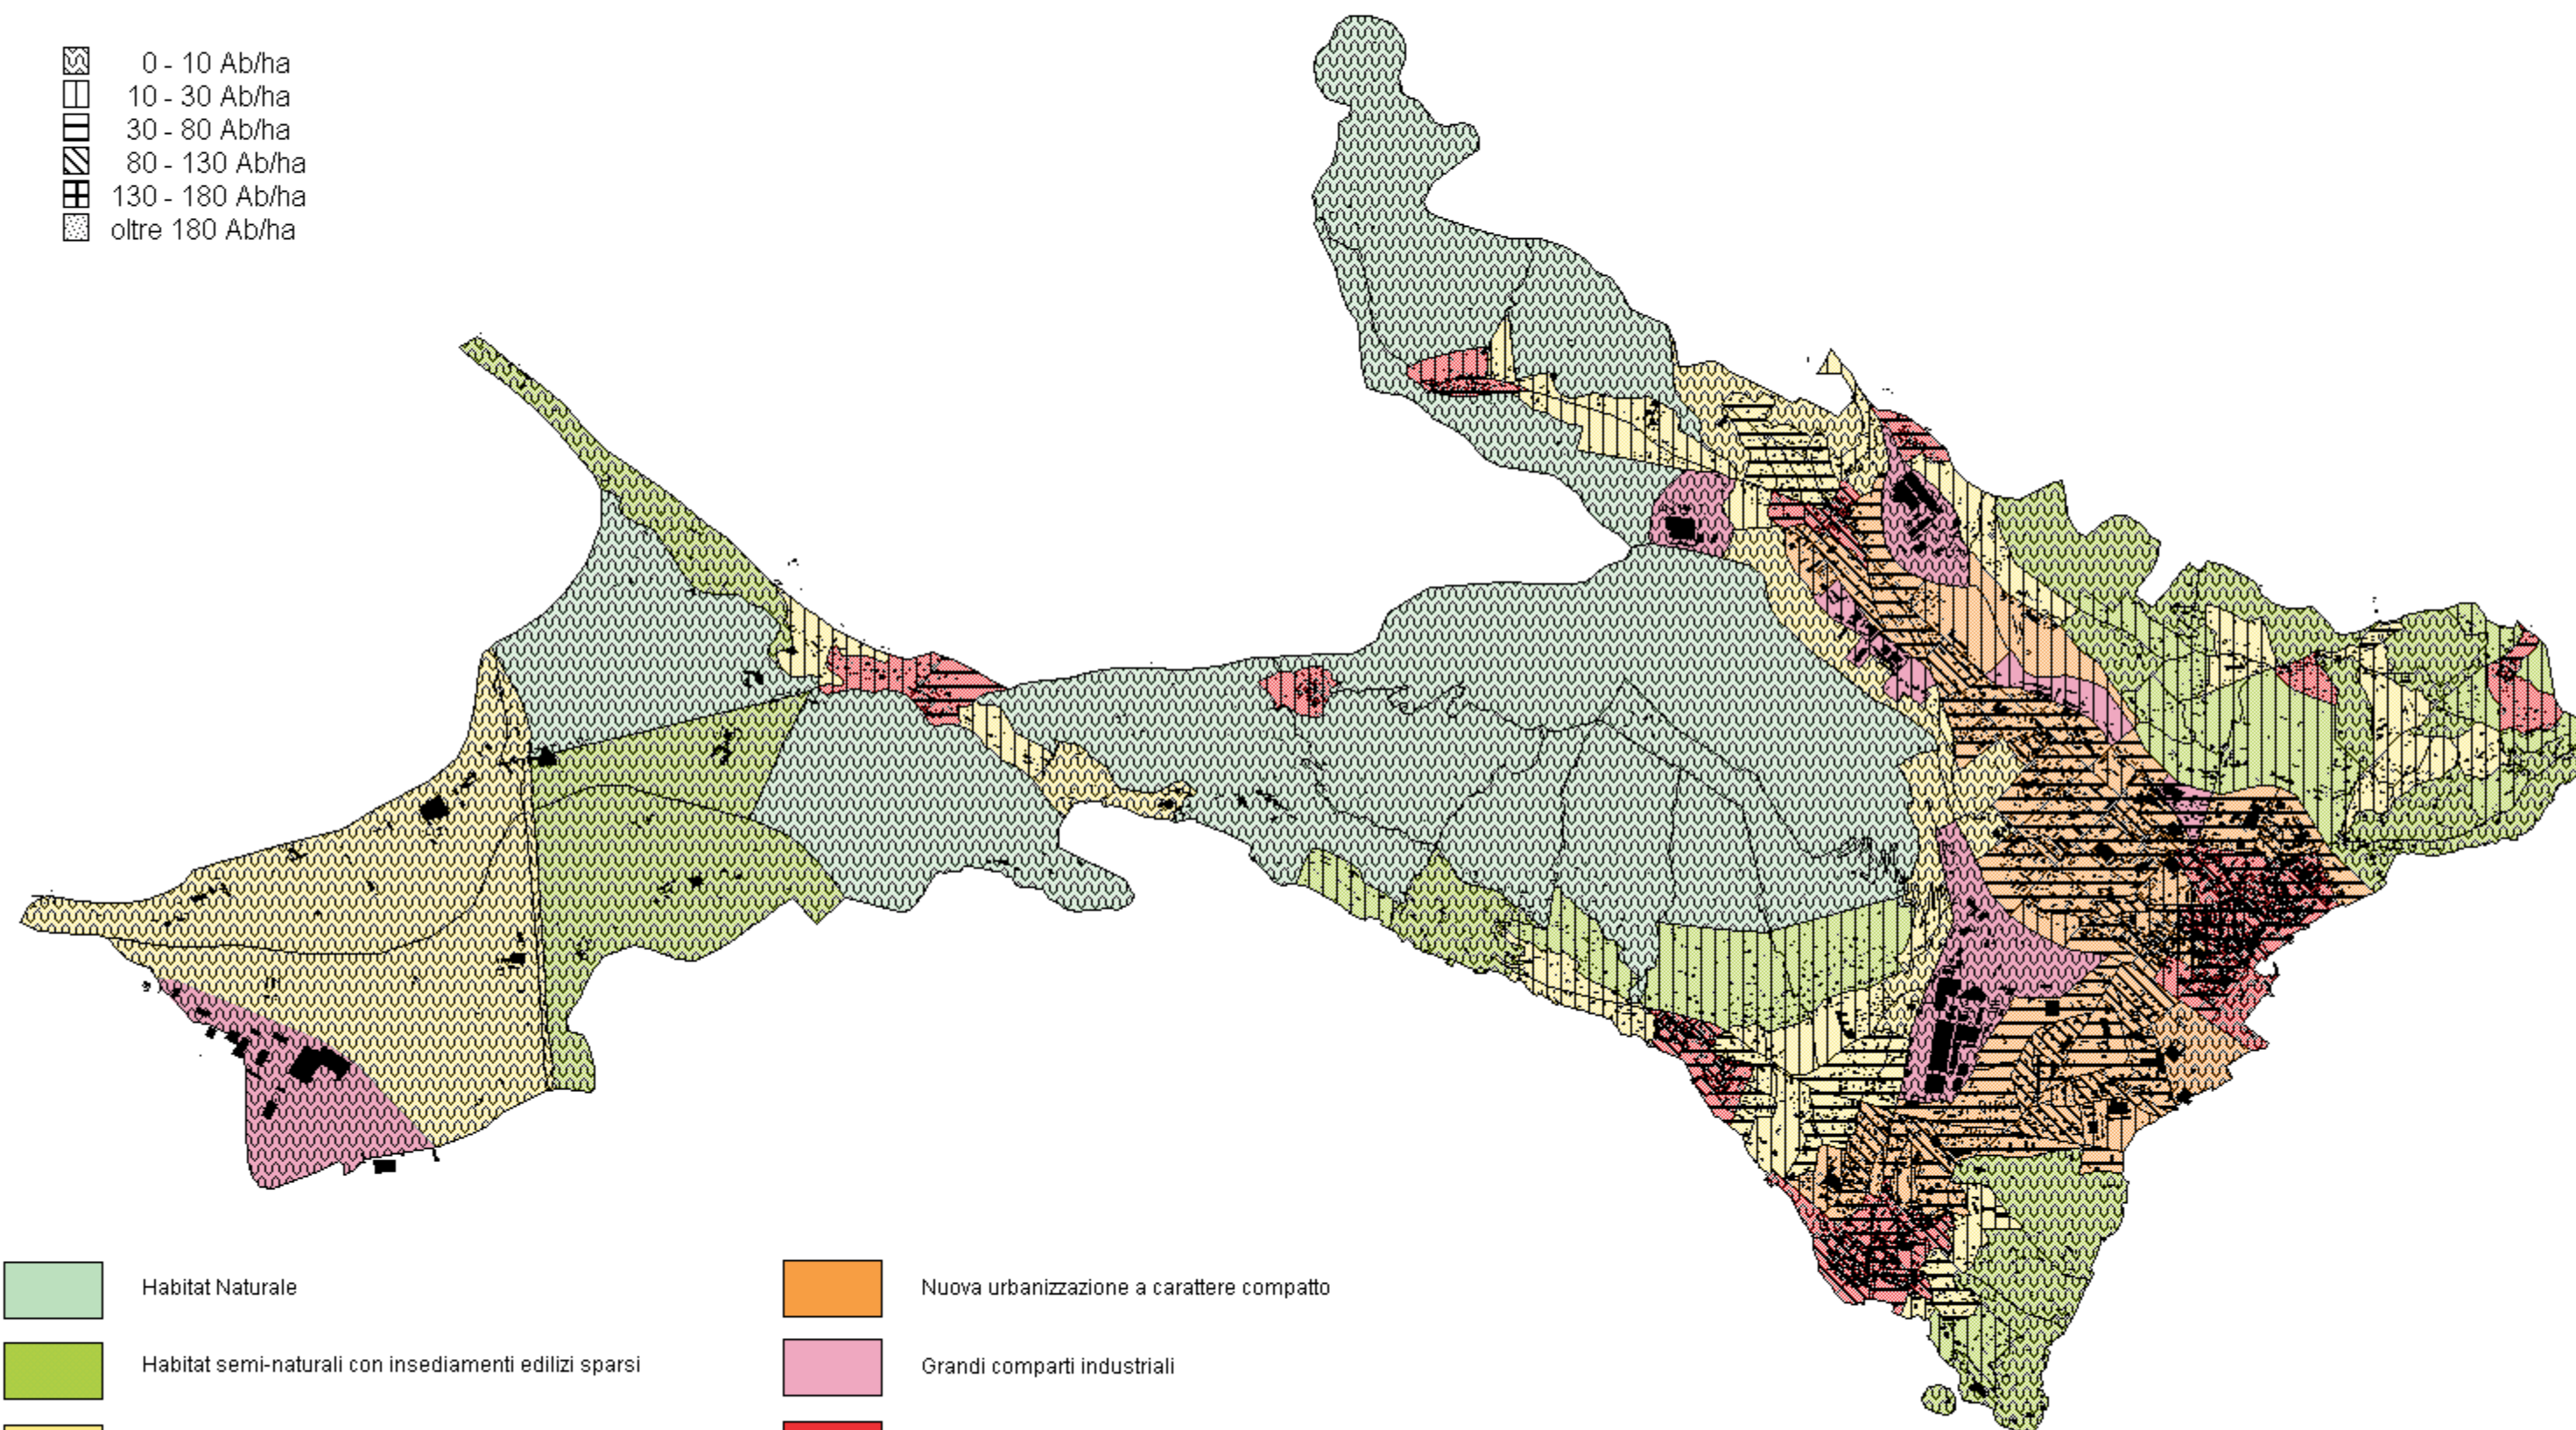 0 - 10 Ab/ha
10 - 30 Ab/ha
30 - 80 Ab/ha
80 - 130 Ab/ha
130 - 180 Ab/ha
oltre 180 Ab/ha
Habitat Naturale
Nuova urbanizzazione a carattere compatto
Habitat semi-naturali con insediamenti edilizi sparsi
Grandi comparti industriali